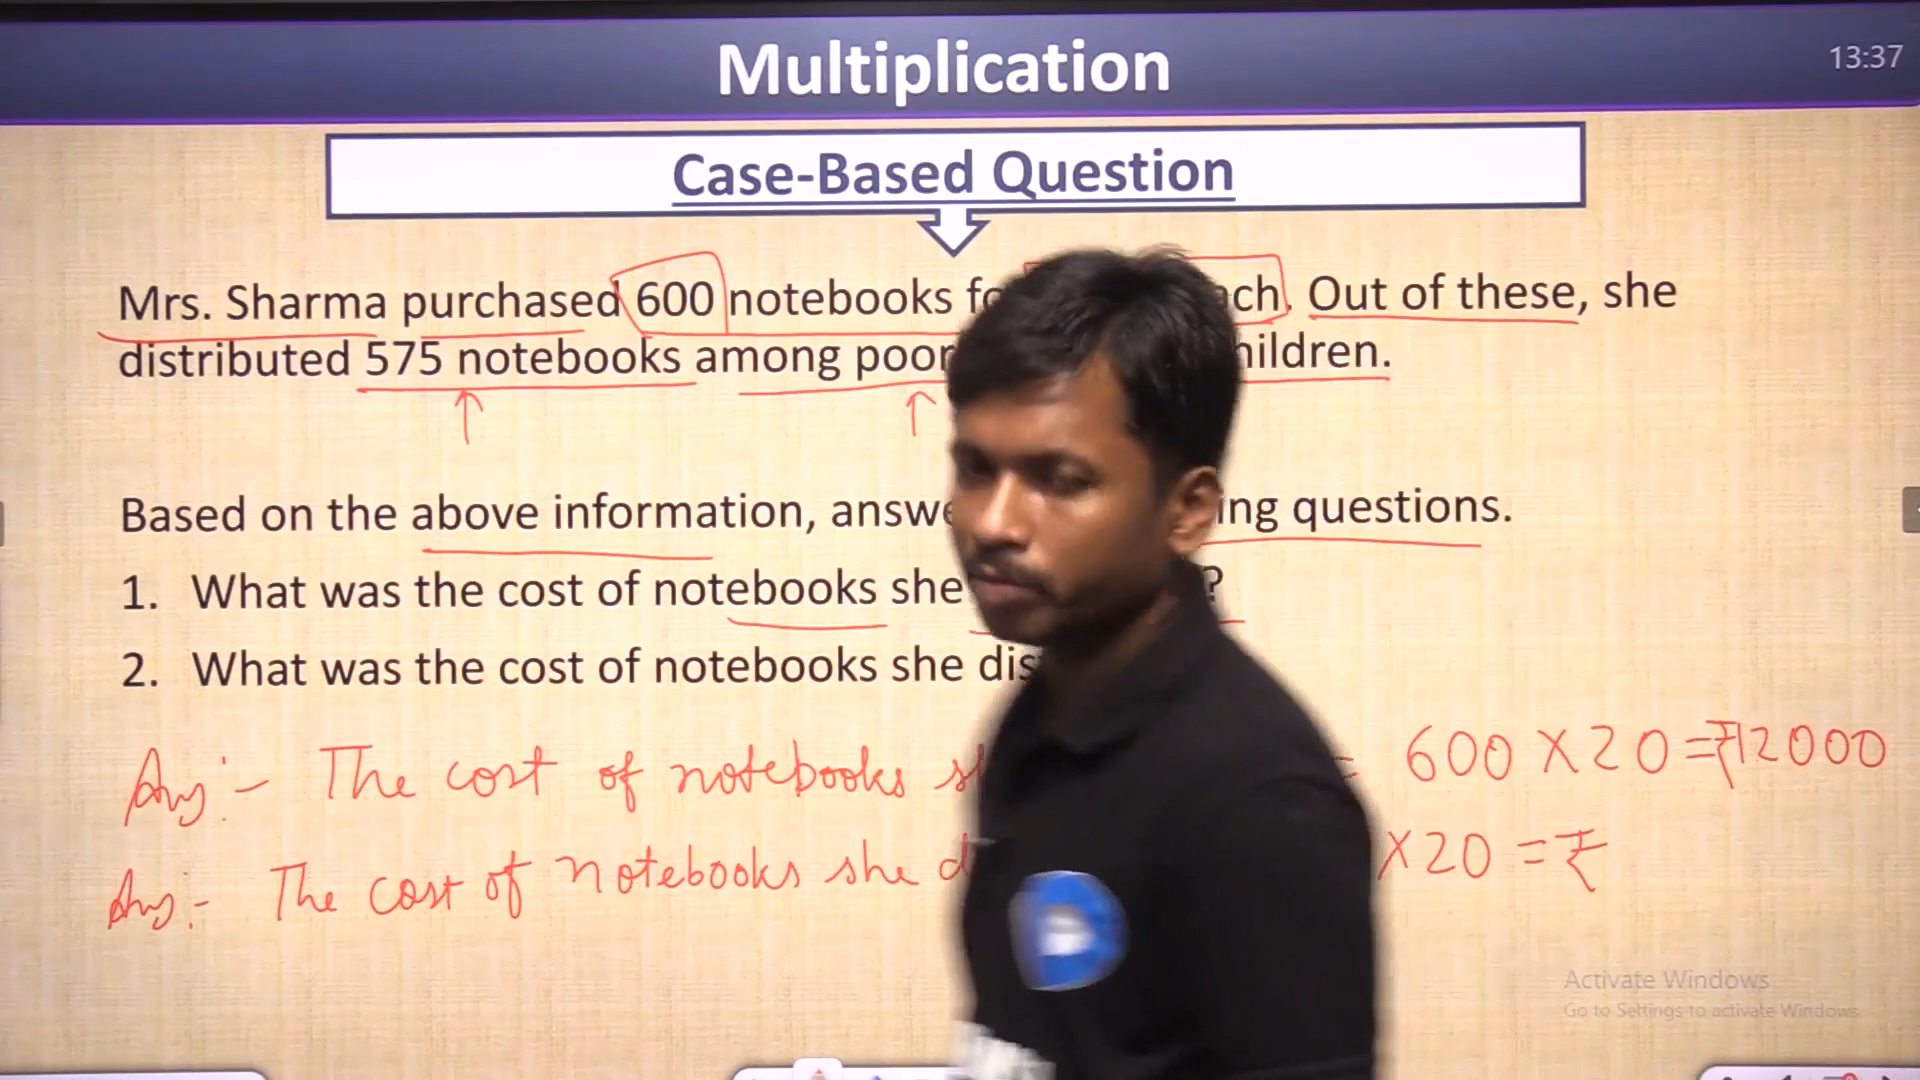 Multiplication
13:37
Case-Based Question
Mrs. Sharma purchased 600 notebooks ch. Out of these, she
distributed 575 notebooks among poor hildren.
Based on the above information, answe ing questions.
1. What was the cost of notebooks she ?
2. What was the cost of notebooks she dis
Ans:- The cost of notebooks s = 600 X 20 = ₹12000
Ans:- The cost of notebooks she d X20 = ₹
Activate Windows
Go to Settings to activate Windows.